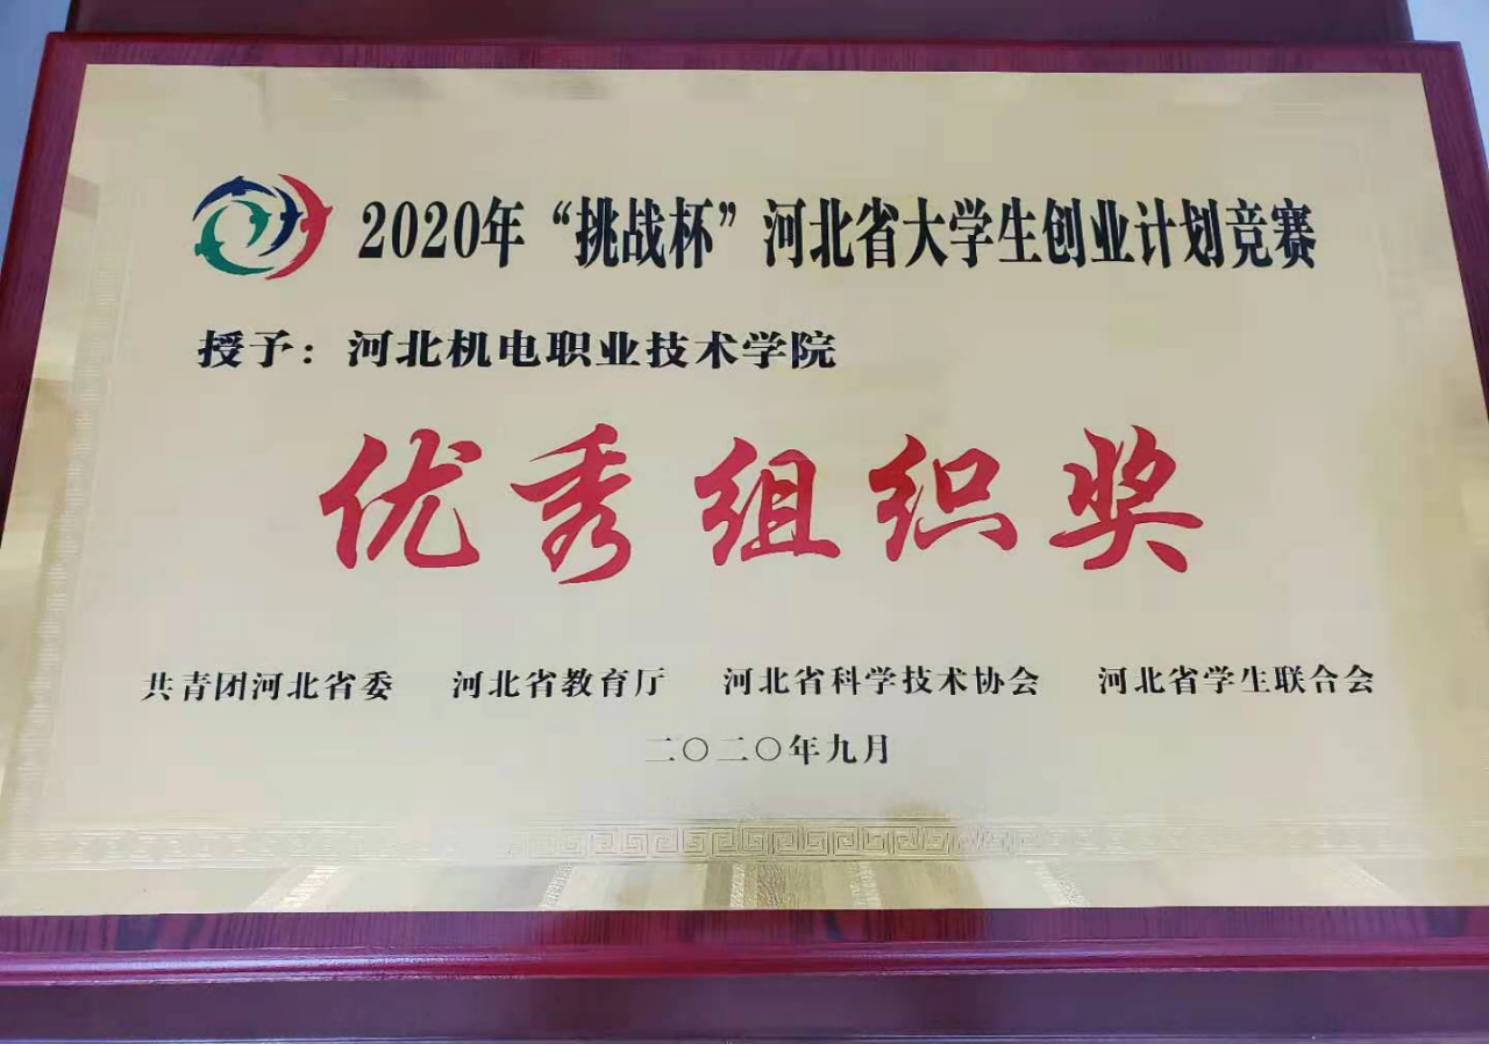 2020年“挑战杯”河北省大学生创业计划竞赛
授予：河北机电职业技术学院
优秀组织奖
共青团河北省委 河北省教育厅 河北省科学技术协会 河北省学生联合会
二〇二〇年九月